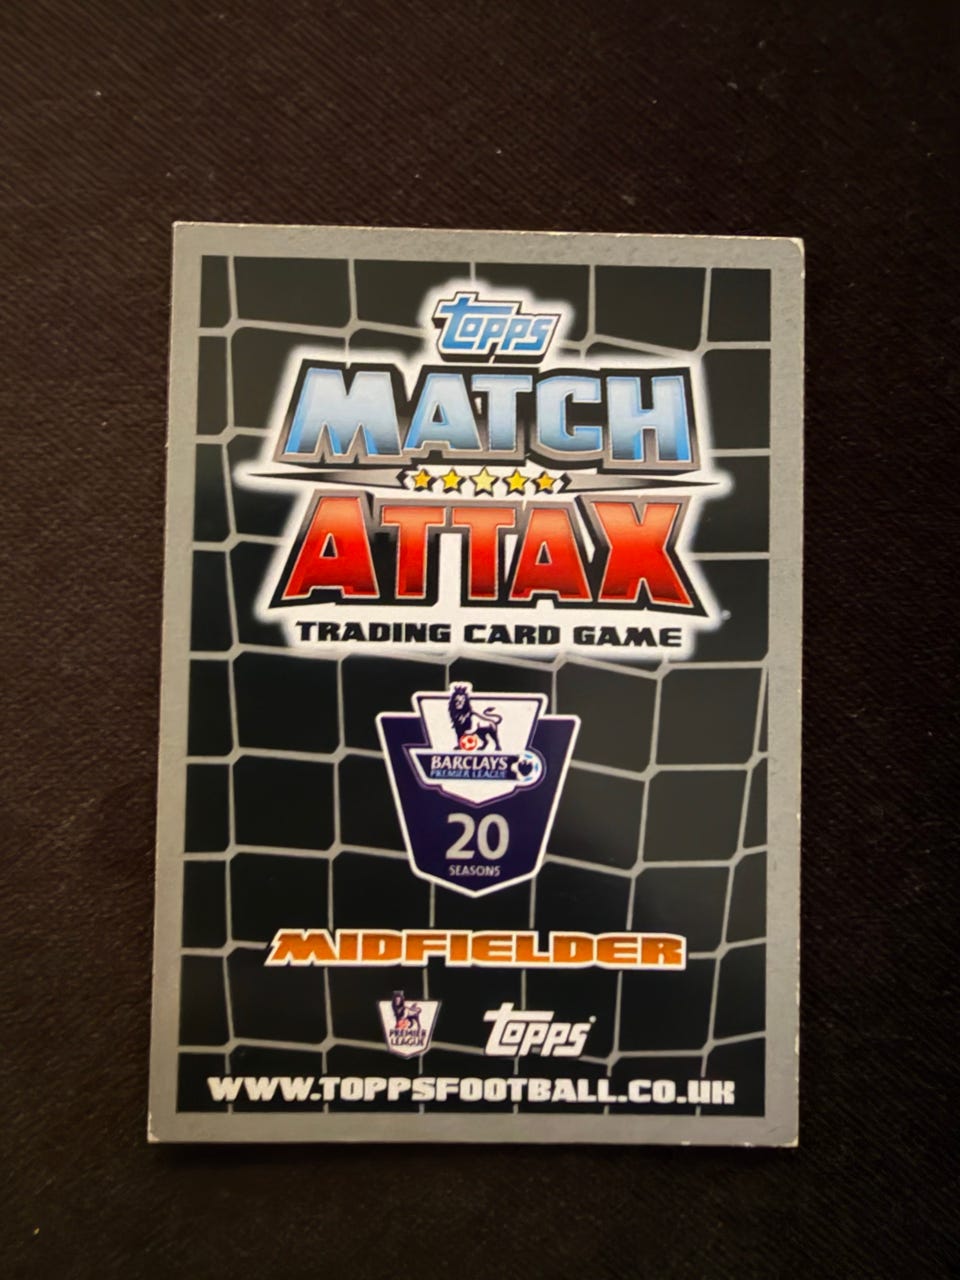 topps
MATCH
ATTAX
TRADING CARD GAME
BARCLAYS
PREMIER LEAGUE
20
SEASONS
MIDFIELDER
PREMIER
LEAGUE
topps
WWW.TOPPSFOOTBALL.CO.UK